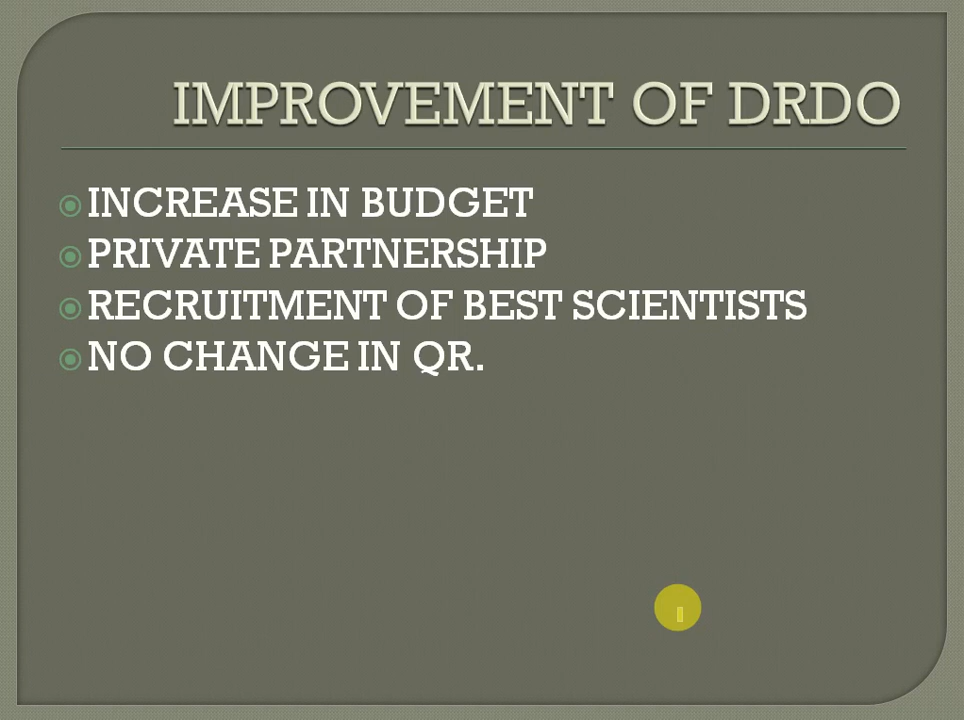 IMPROVEMENT OF DRDO
INCREASE IN BUDGET
PRIVATE PARTNERSHIP
RECRUITMENT OF BEST SCIENTISTS
NO CHANGE IN QR.